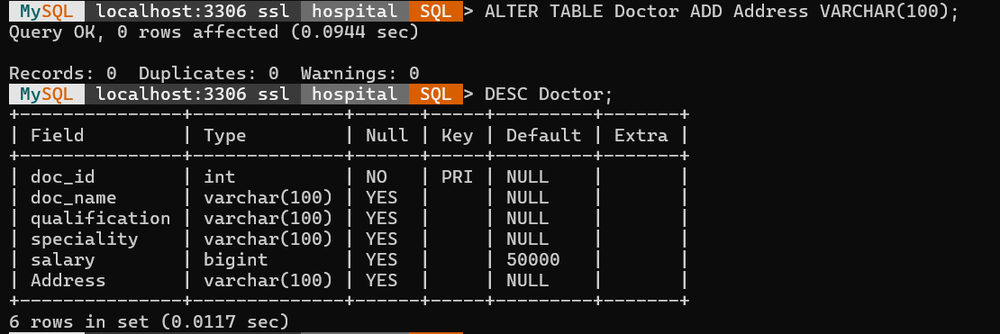 MySQL localhost:3306 ssl hospital SQL > ALTER TABLE Doctor ADD Address VARCHAR(100);
Query OK, 0 rows affected (0.0944 sec)

Records: 0  Duplicates: 0  Warnings: 0
MySQL localhost:3306 ssl hospital SQL > DESC Doctor;
+---------------+--------------+------+-----+---------+-------+
| Field         | Type         | Null | Key | Default | Extra |
+---------------+--------------+------+-----+---------+-------+
| doc_id        | int          | NO   | PRI | NULL    |       |
| doc_name      | varchar(100) | YES  |     | NULL    |       |
| qualification | varchar(100) | YES  |     | NULL    |       |
| speciality    | varchar(100) | YES  |     | NULL    |       |
| salary        | bigint       | YES  |     | 50000   |       |
| Address       | varchar(100) | YES  |     | NULL    |       |
+---------------+--------------+------+-----+---------+-------+
6 rows in set (0.0117 sec)